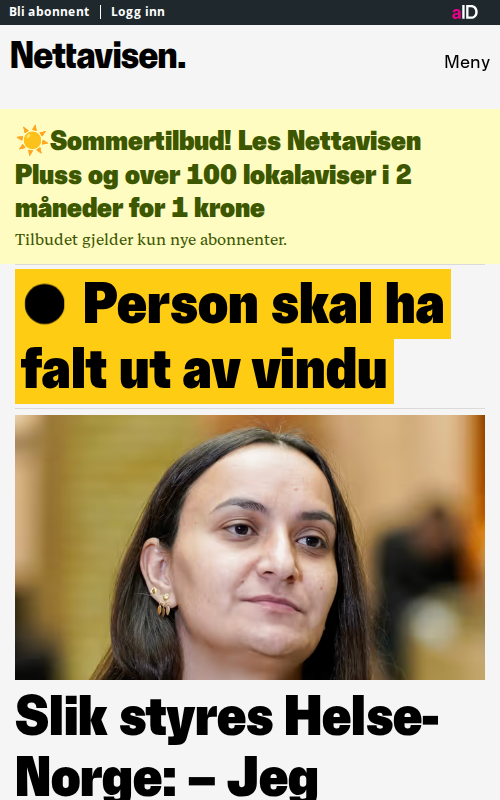 Bli abonnent | Logg inn
aID
Nettavisen.
Meny
☀️Sommertilbud! Les Nettavisen
Pluss og over 100 lokalaviser i 2
måneder for 1 krone
Tilbudet gjelder kun nye abonnenter.
● Person skal ha
falt ut av vindu
Slik styres Helse-
Norge: – Jeg